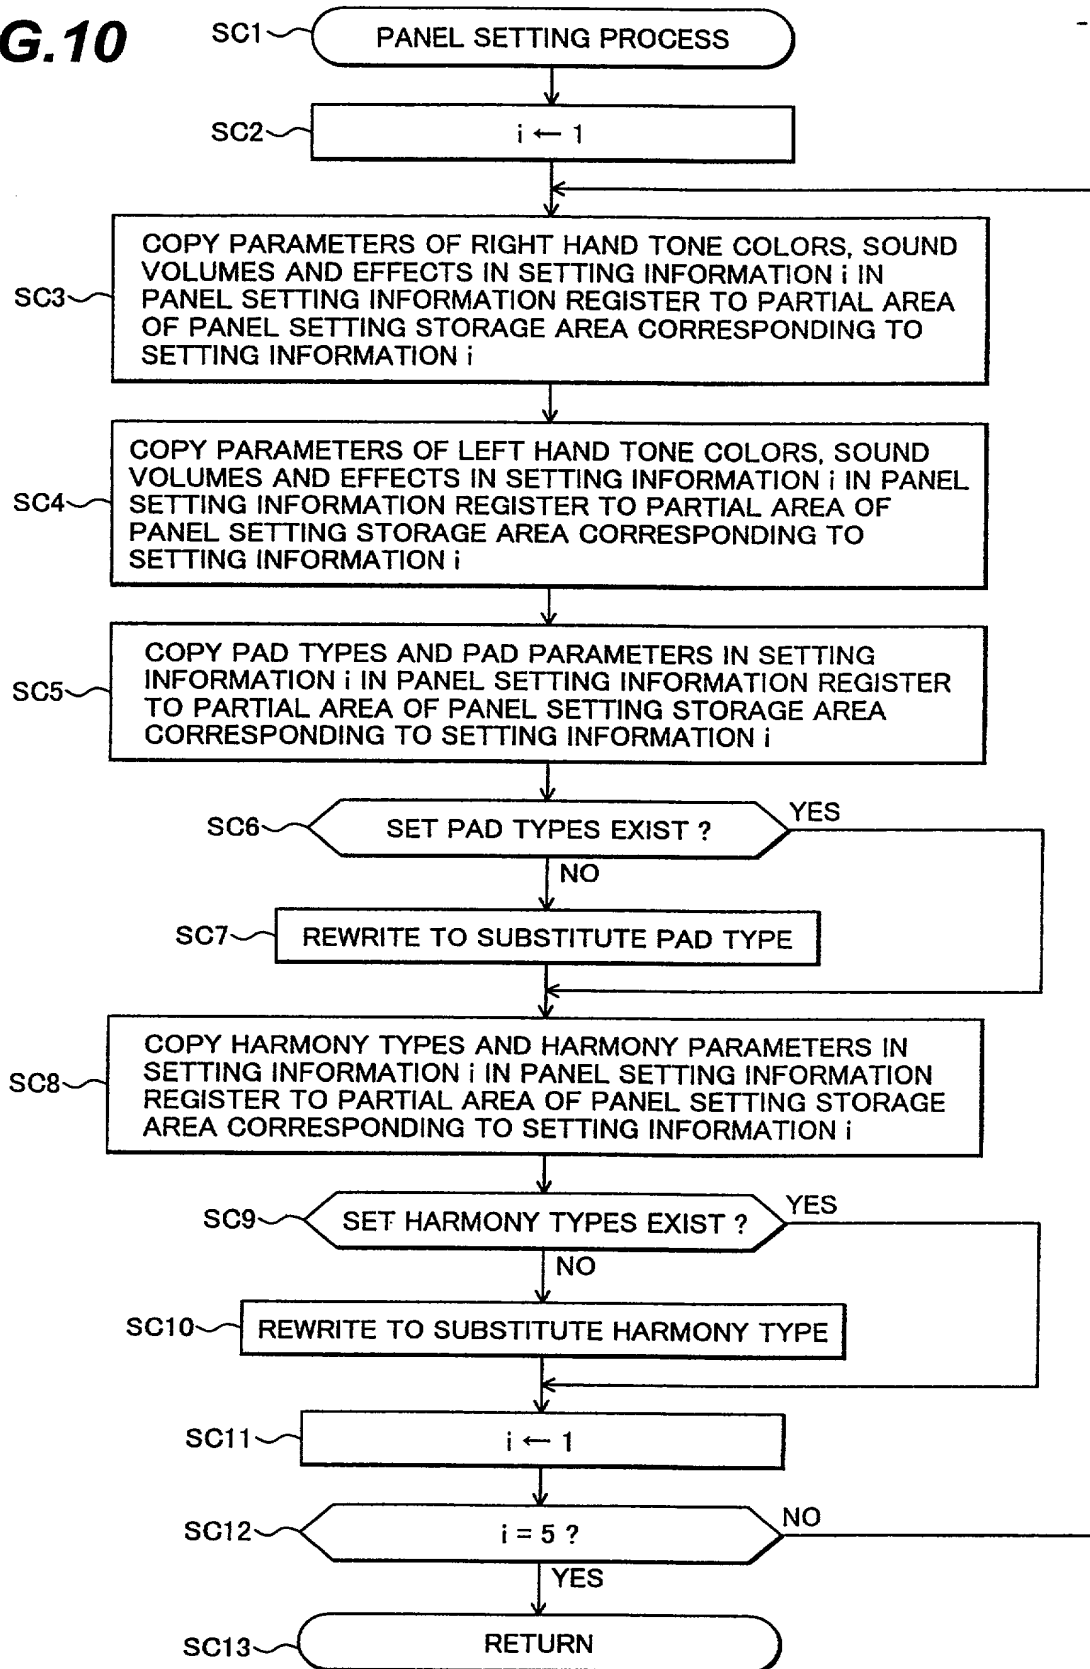 G.10
SC1
PANEL SETTING PROCESS
SC2
i ← 1
SC3
COPY PARAMETERS OF RIGHT HAND TONE COLORS, SOUND
VOLUMES AND EFFECTS IN SETTING INFORMATION i IN
PANEL SETTING INFORMATION REGISTER TO PARTIAL AREA
OF PANEL SETTING STORAGE AREA CORRESPONDING TO
SETTING INFORMATION i
SC4
COPY PARAMETERS OF LEFT HAND TONE COLORS, SOUND
VOLUMES AND EFFECTS IN SETTING INFORMATION i IN PANEL
SETTING INFORMATION REGISTER TO PARTIAL AREA OF
PANEL SETTING STORAGE AREA CORRESPONDING TO
SETTING INFORMATION i
SC5
COPY PAD TYPES AND PAD PARAMETERS IN SETTING
INFORMATION i IN PANEL SETTING INFORMATION REGISTER
TO PARTIAL AREA OF PANEL SETTING STORAGE AREA
CORRESPONDING TO SETTING INFORMATION i
SC6
SET PAD TYPES EXIST ?
YES
NO
SC7
REWRITE TO SUBSTITUTE PAD TYPE
SC8
COPY HARMONY TYPES AND HARMONY PARAMETERS IN
SETTING INFORMATION i IN PANEL SETTING INFORMATION
REGISTER TO PARTIAL AREA OF PANEL SETTING STORAGE
AREA CORRESPONDING TO SETTING INFORMATION i
SC9
SET HARMONY TYPES EXIST ?
YES
NO
SC10
REWRITE TO SUBSTITUTE HARMONY TYPE
SC11
i ← 1
SC12
i = 5 ?
NO
YES
SC13
RETURN